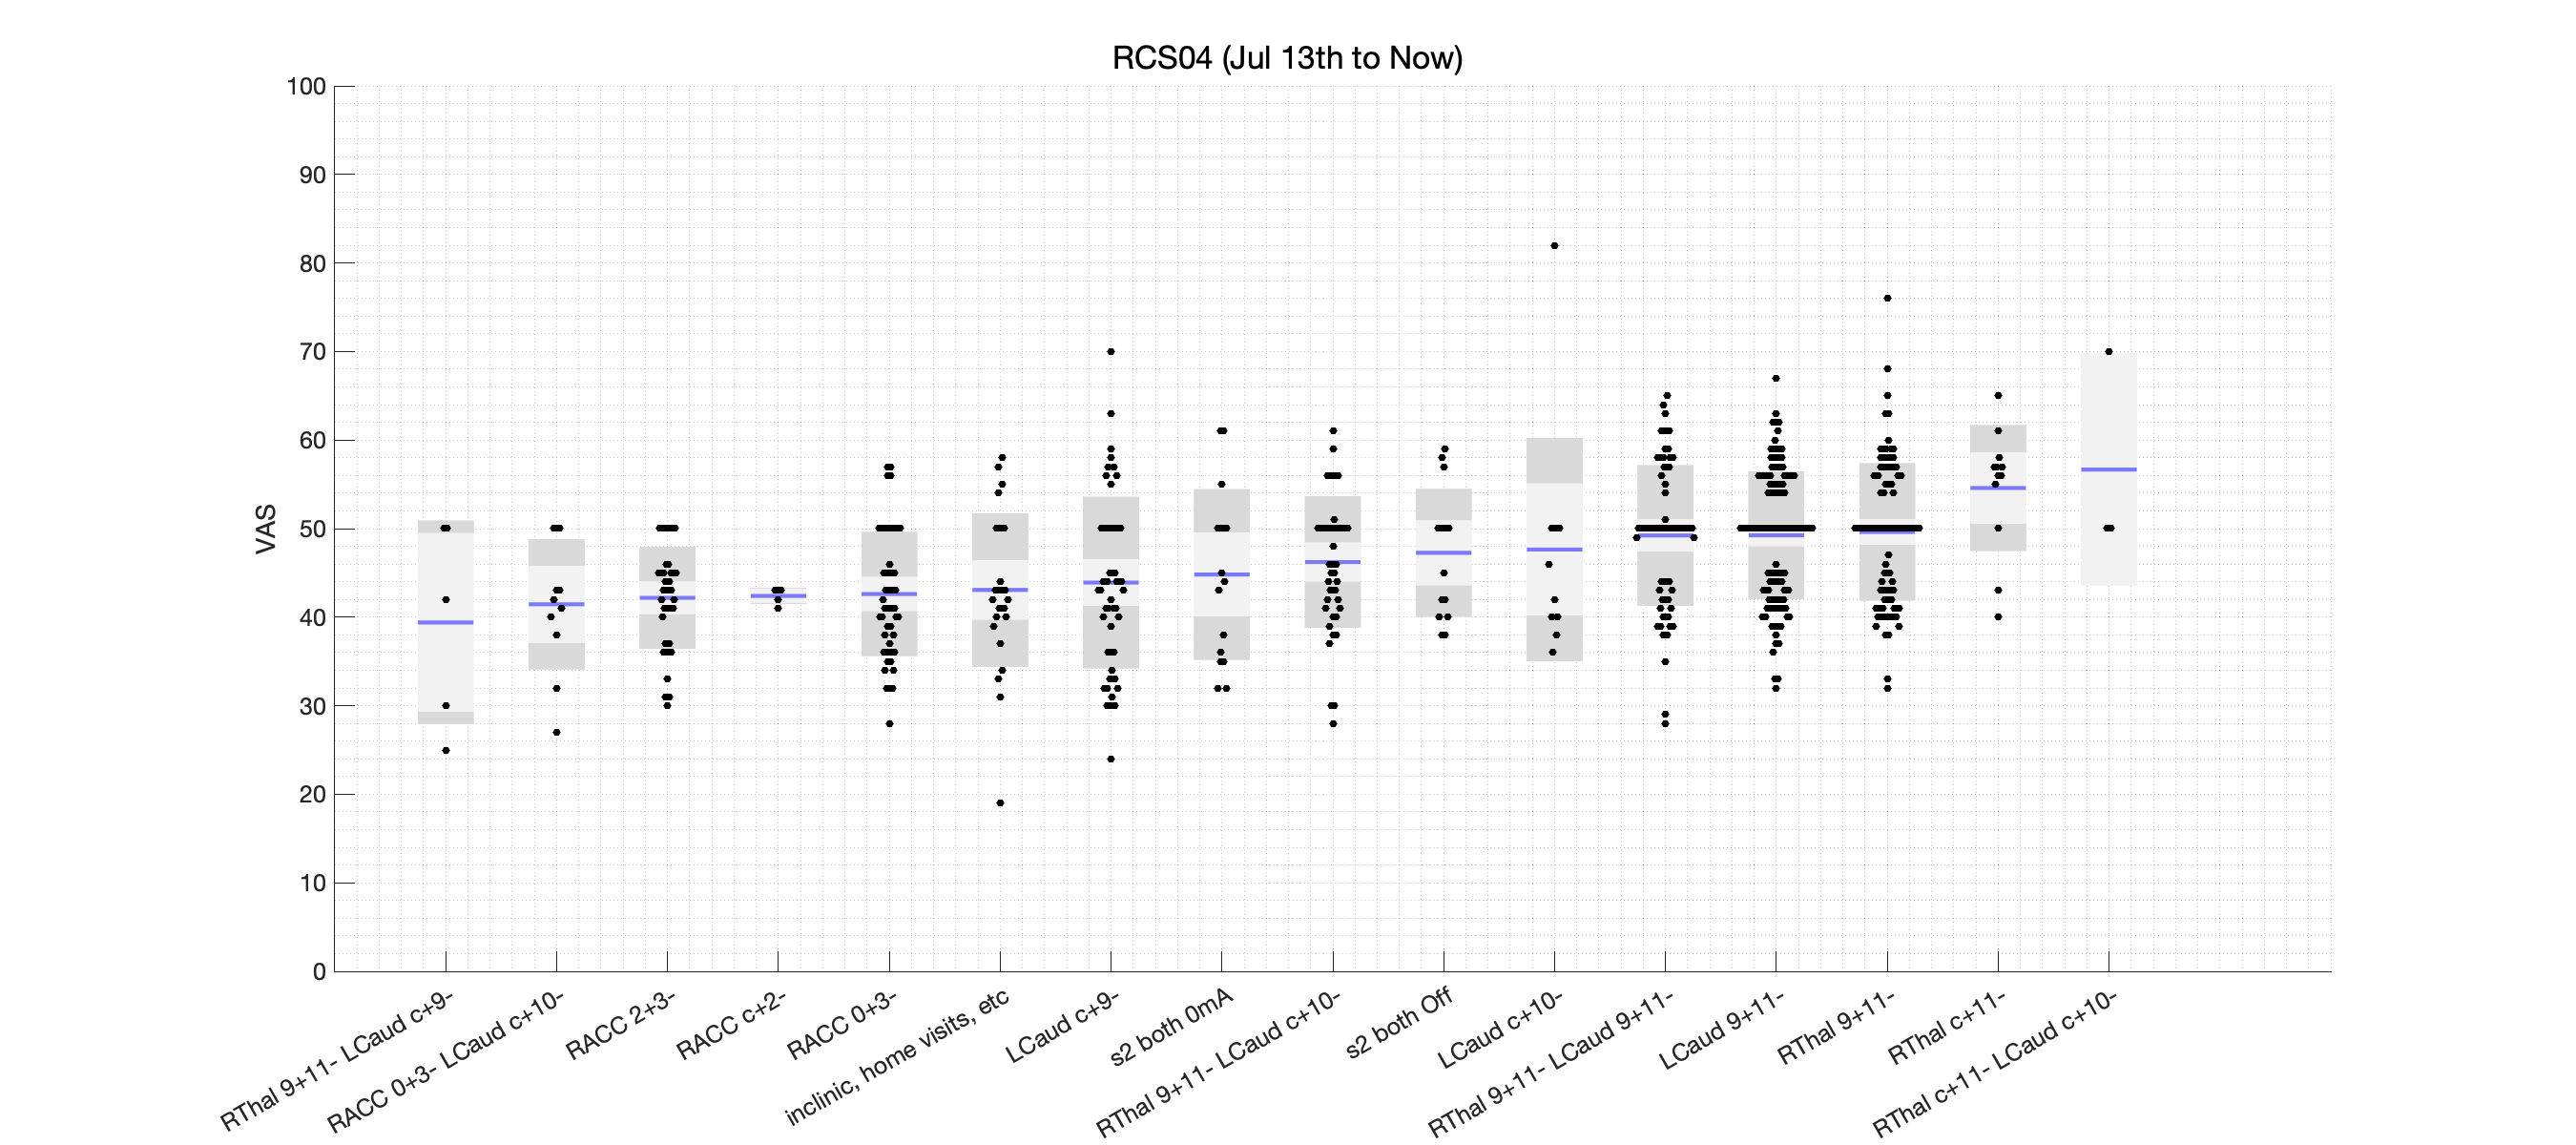 RCS04 (Jul 13th to Now)
VAS
100
90
80
70
60
50
40
30
20
10
0
RThal 9+11- LCaud c+9-
RACC 0+3- LCaud c+10-
RACC 2+3-
RACC c+2-
RACC 0+3-
inclinic, home visits, etc
LCaud c+9-
s2 both 0mA
RThal 9+11- LCaud c+10-
s2 both Off
LCaud c+10-
RThal 9+11- LCaud 9+11-
LCaud 9+11-
RThal 9+11-
RThal c+11-
RThal c+11- LCaud c+10-